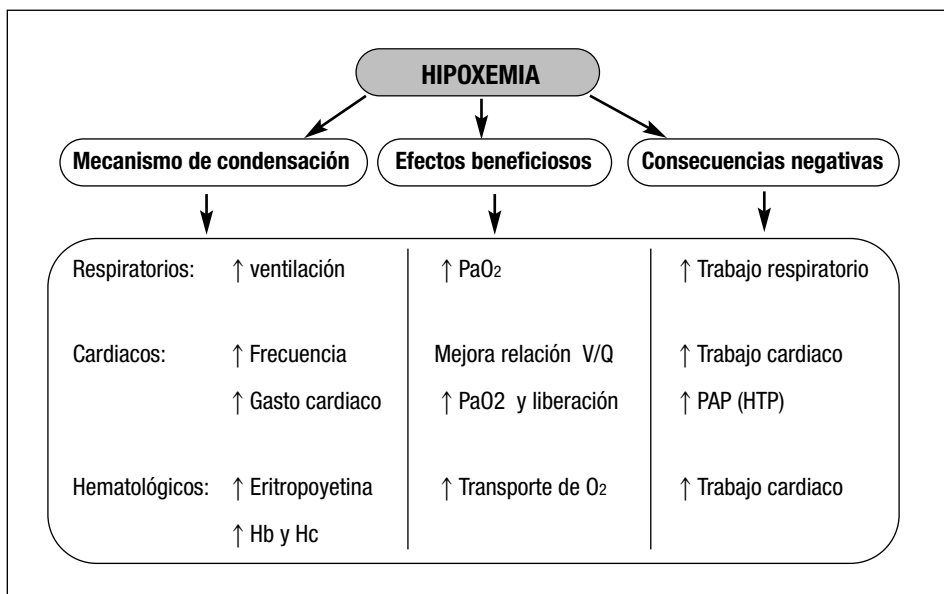 HIPOXEMIA
Mecanismo de condensación Efectos beneficiosos Consecuencias negativas
Respiratorios: ↑ ventilación ↑ PaO2 ↑ Trabajo respiratorio
Cardiacos: ↑ Frecuencia Mejora relación V/Q ↑ Trabajo cardiaco
↑ Gasto cardiaco ↑ PaO2 y liberación ↑ PAP (HTP)
Hematológicos: ↑ Eritropoyetina ↑ Transporte de O2 ↑ Trabajo cardiaco
↑ Hb y Hc